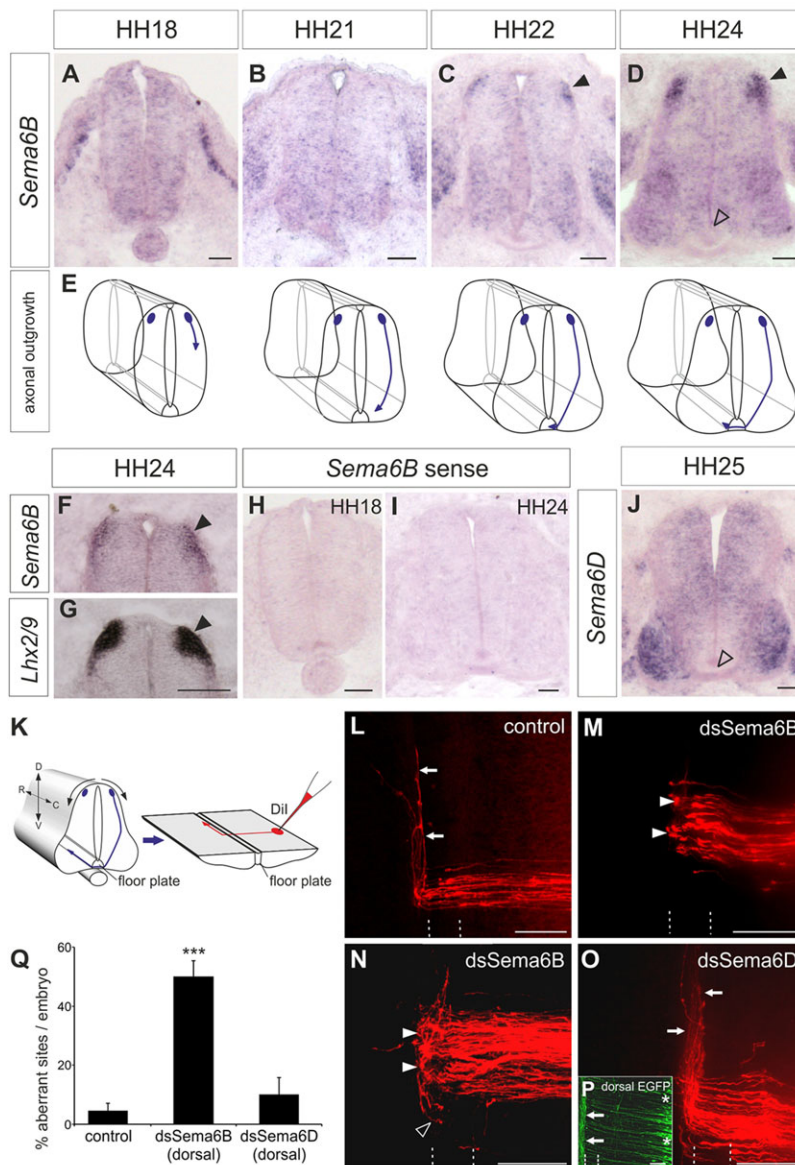 HH18 HH21 HH22 HH24
Sema6B
A B C D
axonal outgrowth
E
HH24 Sema6B sense HH25
Sema6B
F H HH18 I HH24 J
Sema6D
Lhx2/9
G
K L control M dsSema6B
D
R C
V
DiI
floor plate floor plate
Q N dsSema6B O dsSema6D
% aberrant sites / embryo
60
***
40
20
0
control dsSema6B (dorsal) dsSema6D (dorsal)
P dorsal EGFP
*
*